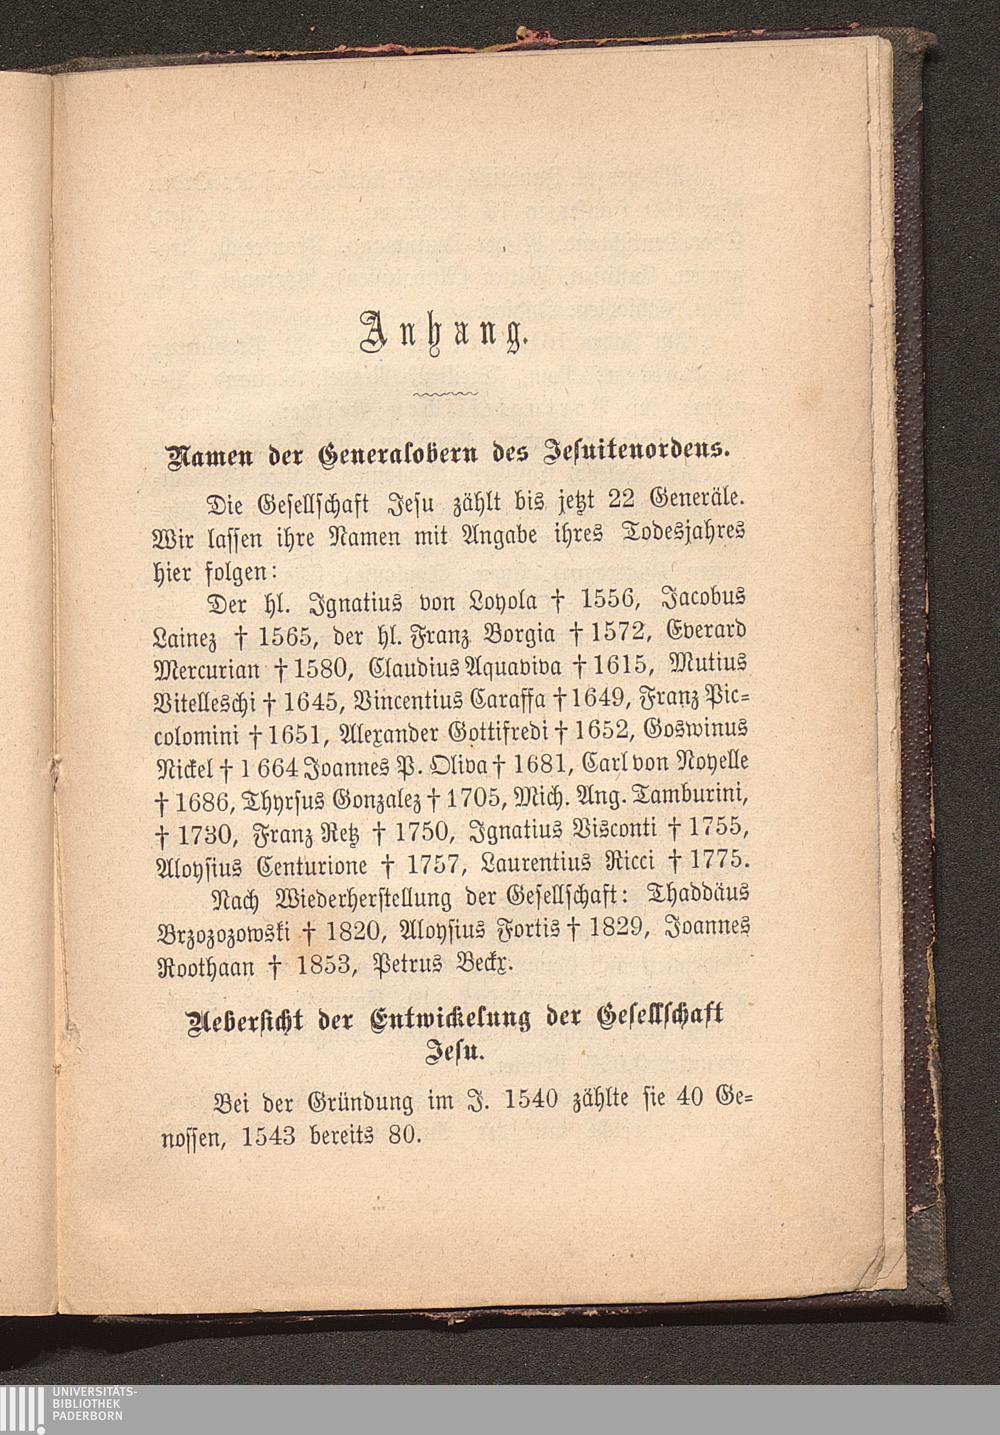 Anhang.
Namen der Generalobern des Jesuitenordens.
Die Gesellschaft Jesu zählt bis jetzt 22 Generäle.
Wir lassen ihre Namen mit Angabe ihres Todesjahres
hier folgen:
Der hl. Ignatius von Loyola † 1556, Jacobus
Lainez † 1565, der hl. Franz Borgia † 1572, Everard
Mercurian † 1580, Claudius Aquaviva † 1615, Mutius
Vitelleschi † 1645, Vincentius Caraffa † 1649, Franz Pic=
colomini † 1651, Alexander Gottifredi † 1652, Goswinus
Nickel † 1 664 Joannes P. Oliva † 1681, Carl von Noyelle
† 1686, Thyrsus Gonzalez † 1705, Mich. Ang. Tamburini,
† 1730, Franz Retz † 1750, Ignatius Visconti † 1755,
Aloysius Centurione † 1757, Laurentius Ricci † 1775.
Nach Wiederherstellung der Gesellschaft: Thaddäus
Brzozozowski † 1820, Aloysius Fortis † 1829, Joannes
Roothaan † 1853, Petrus Beckx.
Uebersicht der Entwickelung der Gesellschaft
Jesu.
Bei der Gründung im J. 1540 zählte sie 40 Ge=
nossen, 1543 bereits 80.
UNIVERSITÄTS-
BIBLIOTHEK
PADERBORN